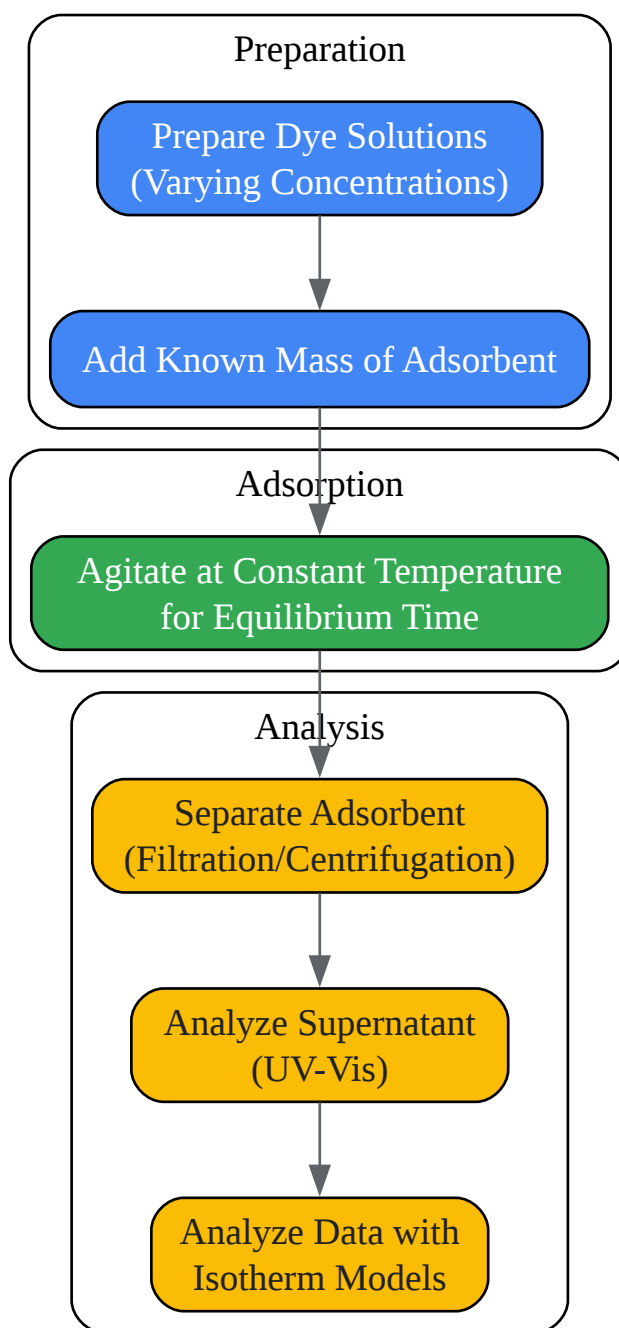 Preparation
Prepare Dye Solutions
(Varying Concentrations)
Add Known Mass of Adsorbent
Adsorption
Agitate at Constant Temperature
for Equilibrium Time
Analysis
Separate Adsorbent
(Filtration/Centrifugation)
Analyze Supernatant
(UV-Vis)
Analyze Data with
Isotherm Models